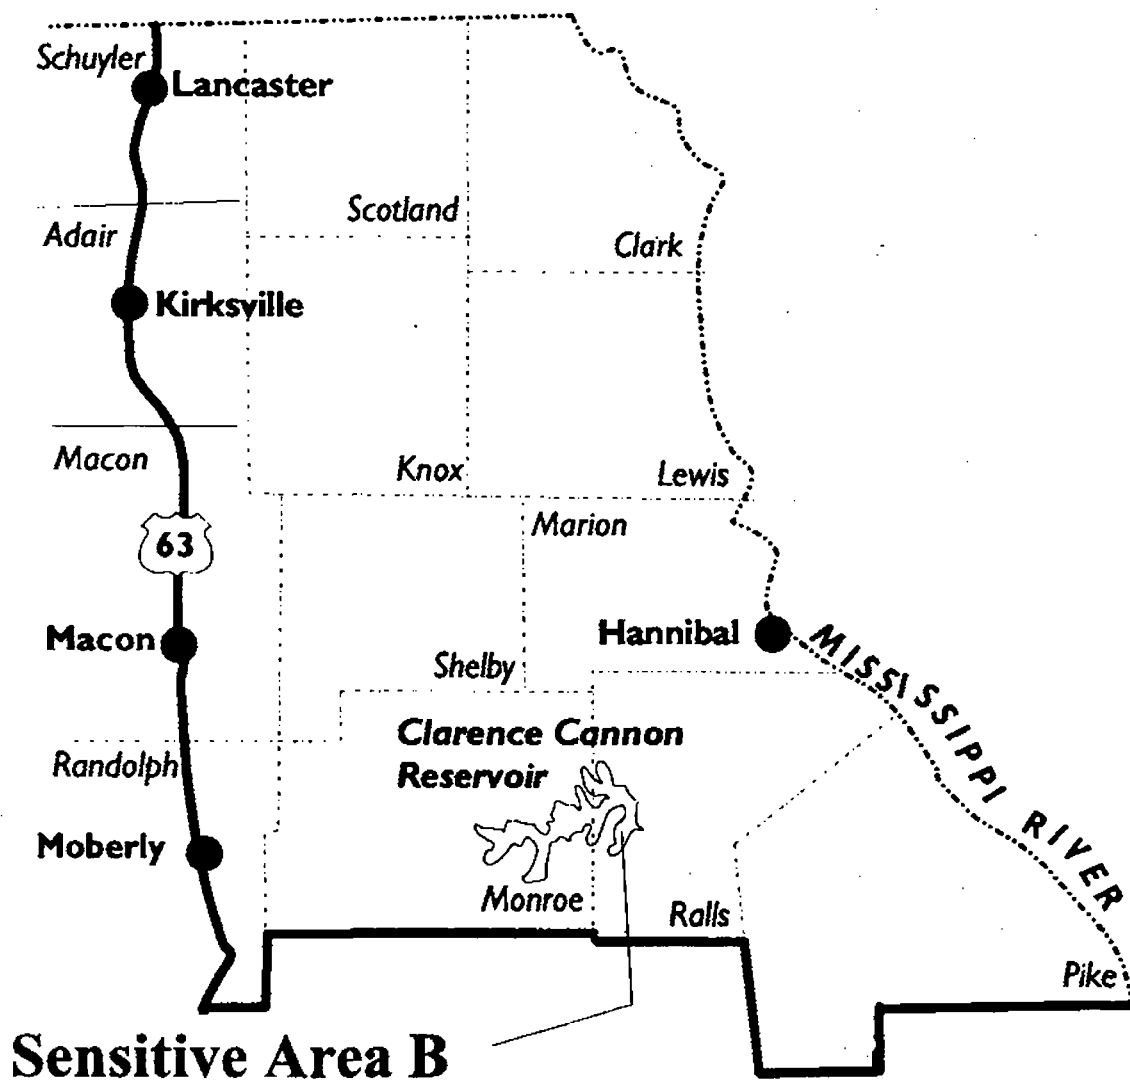 Schuyler
Lancaster
Scotland
Adair
Clark
Kirksville
Macon
Knox
Lewis
Marion
63
Macon
Hannibal
Shelby
MISSISSIPPI RIVER
Clarence Cannon
Reservoir
Randolph
Moberly
Monroe
Ralls
Pike
Sensitive Area B